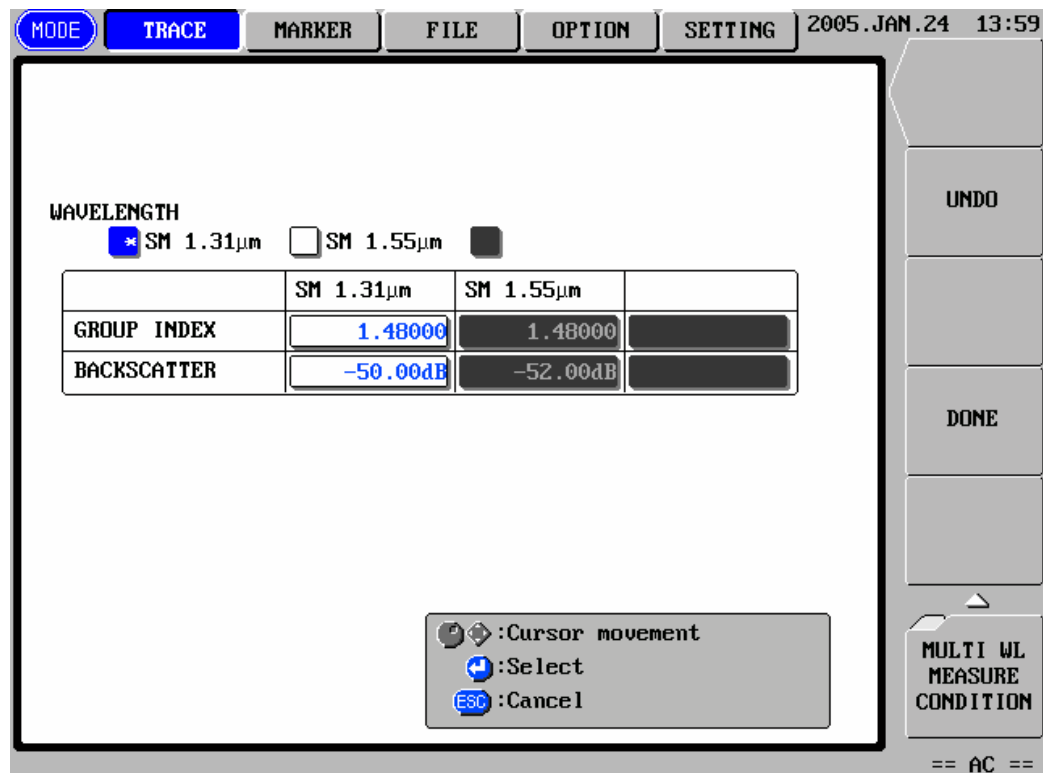 MODE TRACE MARKER FILE OPTION SETTING 2005.JAN.24 13:59
UNDO
WAVELENGTH
* SM 1.31μm SM 1.55μm
SM 1.31μm SM 1.55μm
GROUP INDEX 1.48000 1.48000
BACKSCATTER -50.00dB -52.00dB
DONE
:Cursor movement
:Select
ESC :Cancel
MULTI WL
MEASURE
CONDITION
== AC ==